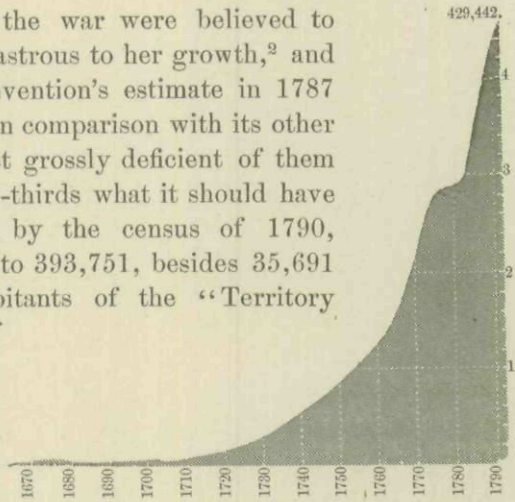 the war were believed to
astrous to her growth,² and
vention's estimate in 1787
n comparison with its other
t grossly deficient of them
-thirds what it should have
by the census of 1790,
to 393,751, besides 35,691
bitants of the "Territory
429,442.
4
3
2
1
1670 1680 1690 1700 1710 1720 1730 1740 1750 1760 1770 1780 1790